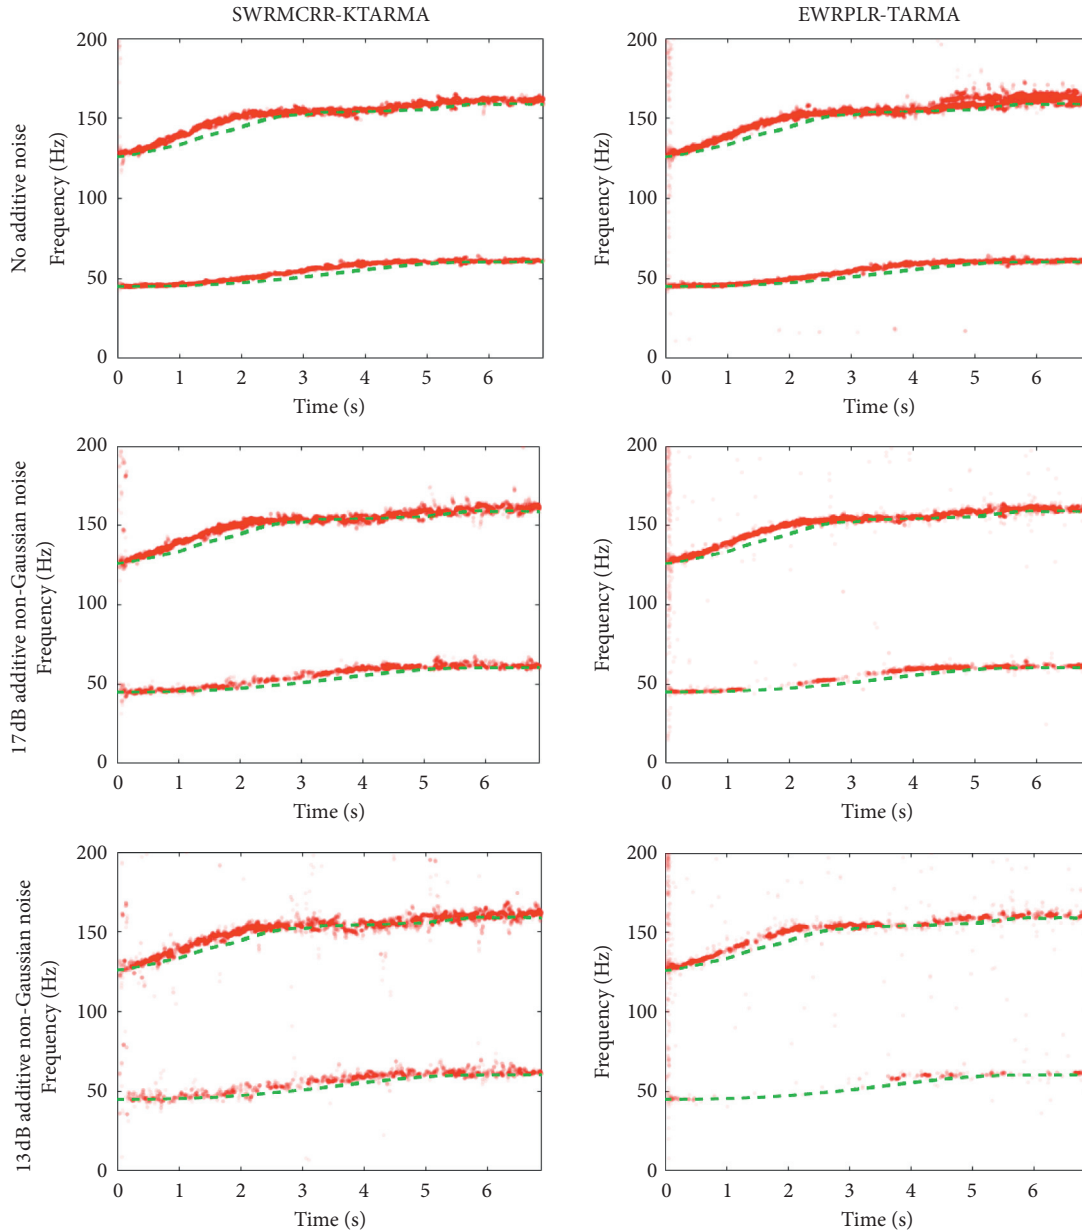 SWRMCRR-KTARMA
EWRPLR-TARMA
No additive noise
Frequency (Hz)
200
150
100
50
0
0 1 2 3 4 5 6
Time (s)
Frequency (Hz)
200
150
100
50
0
0 1 2 3 4 5 6
Time (s)
17 dB additive non-Gaussian noise
Frequency (Hz)
200
150
100
50
0
0 1 2 3 4 5 6
Time (s)
Frequency (Hz)
200
150
100
50
0
0 1 2 3 4 5 6
Time (s)
13 dB additive non-Gaussian noise
Frequency (Hz)
200
150
100
50
0
0 1 2 3 4 5 6
Time (s)
Frequency (Hz)
200
150
100
50
0
0 1 2 3 4 5 6
Time (s)